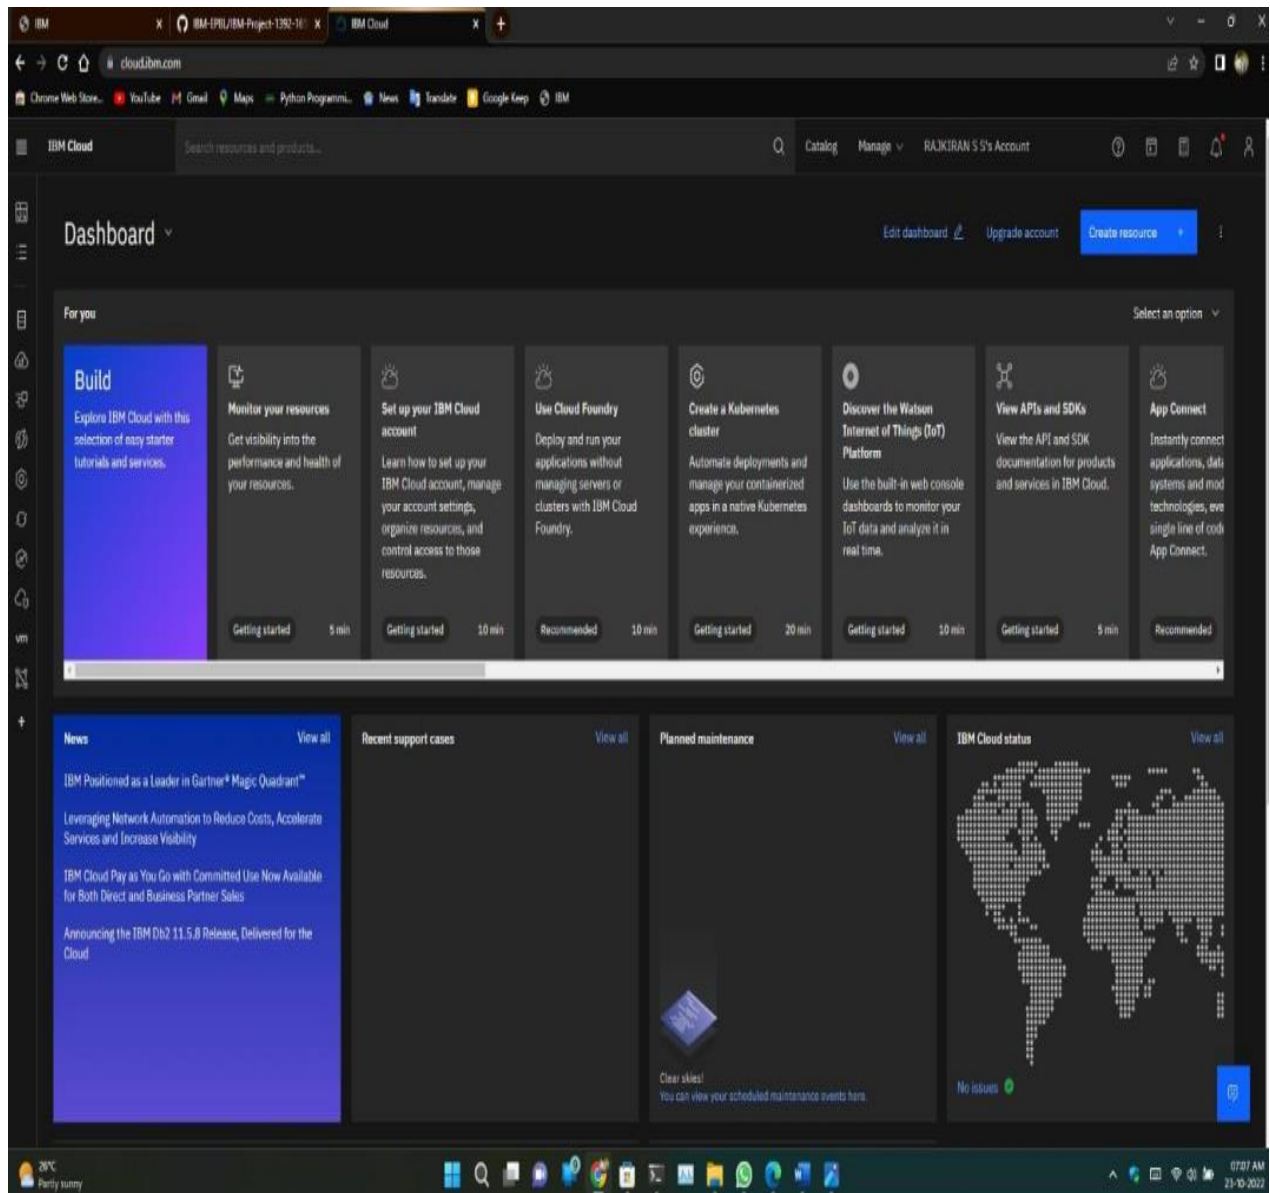 IBM
IBM-EPBL/IBM-Project-1392-16
IBM Cloud
cloud.ibm.com
Chrome Web Store... YouTube Gmail Maps Python Programmi... News Translate Google Keep IBM
IBM Cloud
Search resources and products...
Catalog
Manage
RAJKIRAN S S's Account
Dashboard
Edit dashboard
Upgrade account
Create resource +
For you
Select an option
Build
Explore IBM Cloud with this
selection of easy starter
tutorials and services.
Monitor your resources
Get visibility into the
performance and health of
your resources.
Getting started 5 min
Set up your IBM Cloud
account
Learn how to set up your
IBM Cloud account, manage
your account settings,
organize resources, and
control access to those
resources.
Getting started 10 min
Use Cloud Foundry
Deploy and run your
applications without
managing servers or
clusters with IBM Cloud
Foundry.
Recommended 10 min
Create a Kubernetes
cluster
Automate deployments and
manage your containerized
apps in a native Kubernetes
experience.
Getting started 20 min
Discover the Watson
Internet of Things (IoT)
Platform
Use the built-in web console
dashboards to monitor your
IoT data and analyze it in
real time.
Getting started 10 min
View APIs and SDKs
View the API and SDK
documentation for products
and services in IBM Cloud.
Getting started 5 min
App Connect
Instantly connect
applications, data
systems and mod
technologies, eve
single line of code
App Connect.
Recommended
vm
News View all
IBM Positioned as a Leader in Gartner® Magic Quadrant™
Leveraging Network Automation to Reduce Costs, Accelerate
Services and Increase Visibility
IBM Cloud Pay as You Go with Committed Use Now Available
for Both Direct and Business Partner Sales
Announcing the IBM Db2 11.5.8 Release, Delivered for the
Cloud
Recent support cases View all
Planned maintenance View all
Clear skies!
You can view your scheduled maintenance events here.
IBM Cloud status View all
No issues
26°C
Partly sunny
07:07 AM
23-10-2022